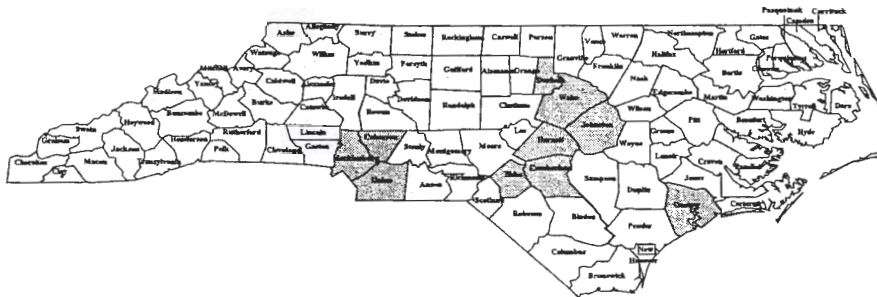 Pasquotank
Currituck
Camden
Ashe
Alleghany
Surry
Stokes
Rockingham
Caswell
Person
Granville
Vance
Warren
Northampton
Gates
Hertford
Halifax
Watauga
Wilkes
Yadkin
Forsyth
Guilford
Alamance
Orange
Franklin
Perquimans
Bertie
Mitchell
Avery
Yancey
Madison
Caldwell
Alexander
Davie
Iredell
Nash
Edgecombe
Martin
Washington
Tyrrell
Dare
Burke
Davidson
Wake
Buncombe
McDowell
Catawba
Rowan
Randolph
Chatham
Wilson
Swain
Haywood
Rutherford
Lincoln
Cabarrus
Lee
Johnston
Pitt
Beaufort
Hyde
Graham
Jackson
Henderson
Polk
Cleveland
Gaston
Mecklenburg
Stanly
Montgomery
Moore
Harnett
Wayne
Greene
Cherokee
Clay
Macon
Transylvania
Union
Anson
Richmond
Hoke
Cumberland
Sampson
Duplin
Lenoir
Craven
Jones
Scotland
Robeson
Bladen
Pender
Onslow
Carteret
Columbus
New
Hanover
Brunswick